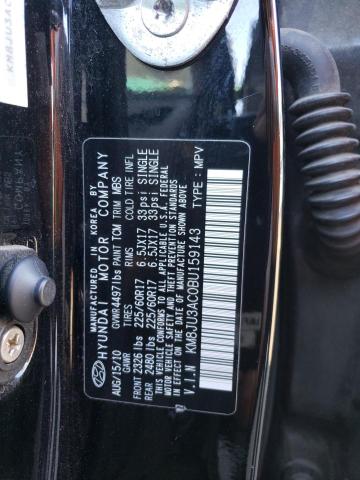 MANUFACTURED IN KOREA BY
HYUNDAI MOTOR COMPANY
AUG/15/10 GVWR 4497 lbs PAINT TCM TRIM MBS
GAWR TIRES RIMS COLD TIRE INFL
FRONT 2326 lbs 225/60R17 6.5JX17 33psi SINGLE
REAR 2480 lbs 225/60R17 6.5JX17 33psi SINGLE
THIS VEHICLE CONFORMS TO ALL APPLICABLE U.S.A FEDERAL
MOTOR VEHICLE SAFETY AND THEFT PREVENTION
STANDARDS IN EFFECT ON THE DATE OF
MANUFACTURE SHOWN ABOVE.
V.I.N KM8JU3AC0BU159143 TYPE: MPV
KM8JU3AC